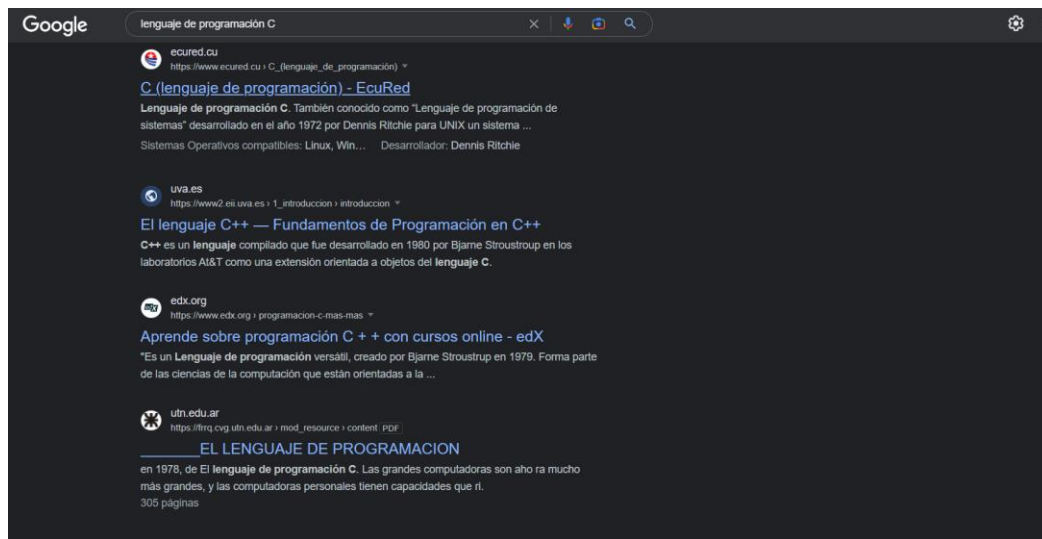 Google
lenguaje de programación C
ecured.cu
https://www.ecured.cu › C_(lenguaje_de_programación)
C (lenguaje de programación) - EcuRed
Lenguaje de programación C. También conocido como "Lenguaje de programación de
sistemas" desarrollado en el año 1972 por Dennis Ritchie para UNIX un sistema ...
Sistemas Operativos compatibles: Linux, Win... Desarrollador: Dennis Ritchie
uva.es
https://www2.eii.uva.es › 1_introduccion › introduccion
El lenguaje C++ — Fundamentos de Programación en C++
C++ es un lenguaje compilado que fue desarrollado en 1980 por Bjarne Stroustroup en los
laboratorios At&T como una extensión orientada a objetos del lenguaje C.
edx.org
https://www.edx.org › programacion-c-mas-mas
Aprende sobre programación C + + con cursos online - edX
"Es un Lenguaje de programación versátil, creado por Bjarne Stroustrup en 1979. Forma parte
de las ciencias de la computación que están orientadas a la ...
utn.edu.ar
https://frrq.cvg.utn.edu.ar › mod_resource › content PDF
_______EL LENGUAJE DE PROGRAMACION
en 1978, de El lenguaje de programación C. Las grandes computadoras son aho ra mucho
más grandes, y las computadoras personales tienen capacidades que ri.
305 páginas